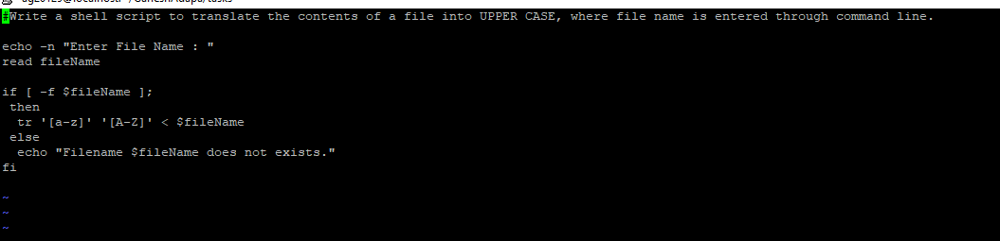 #Write a shell script to translate the contents of a file into UPPER CASE, where file name is entered through command line.
echo -n "Enter File Name : "
read fileName
if [ -f $fileName ];
then
tr '[a-z]' '[A-Z]' < $fileName
else
echo "Filename $fileName does not exists."
fi
~
~
~